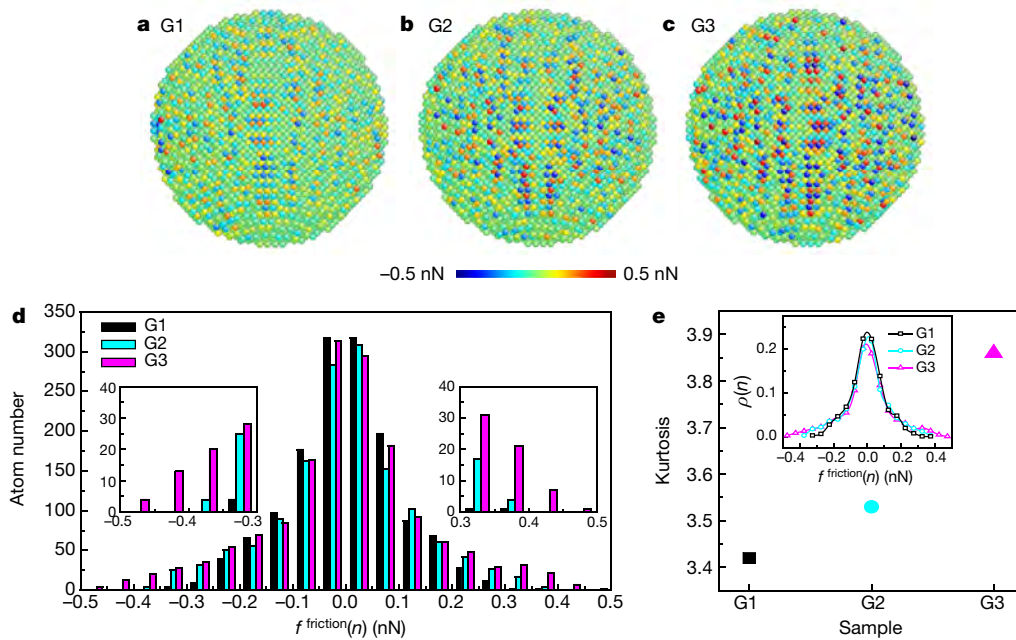 a G1
b G2
c G3
−0.5 nN
0.5 nN
d
350
300
250
200
150
100
50
0
Atom number
G1
G2
G3
40
30
20
10
0
−0.5
−0.4
−0.3
40
30
20
10
0
0.3
0.4
0.5
−0.5
−0.4
−0.3
−0.2
−0.1
0.0
0.1
0.2
0.3
0.4
0.5
f friction(n) (nN)
e
3.9
3.8
3.7
3.6
3.5
3.4
Kurtosis
0.2
0.1
0.0
ρ(n)
G1
G2
G3
−0.4
−0.2
0.0
0.2
0.4
f friction(n) (nN)
G1
G2
G3
Sample